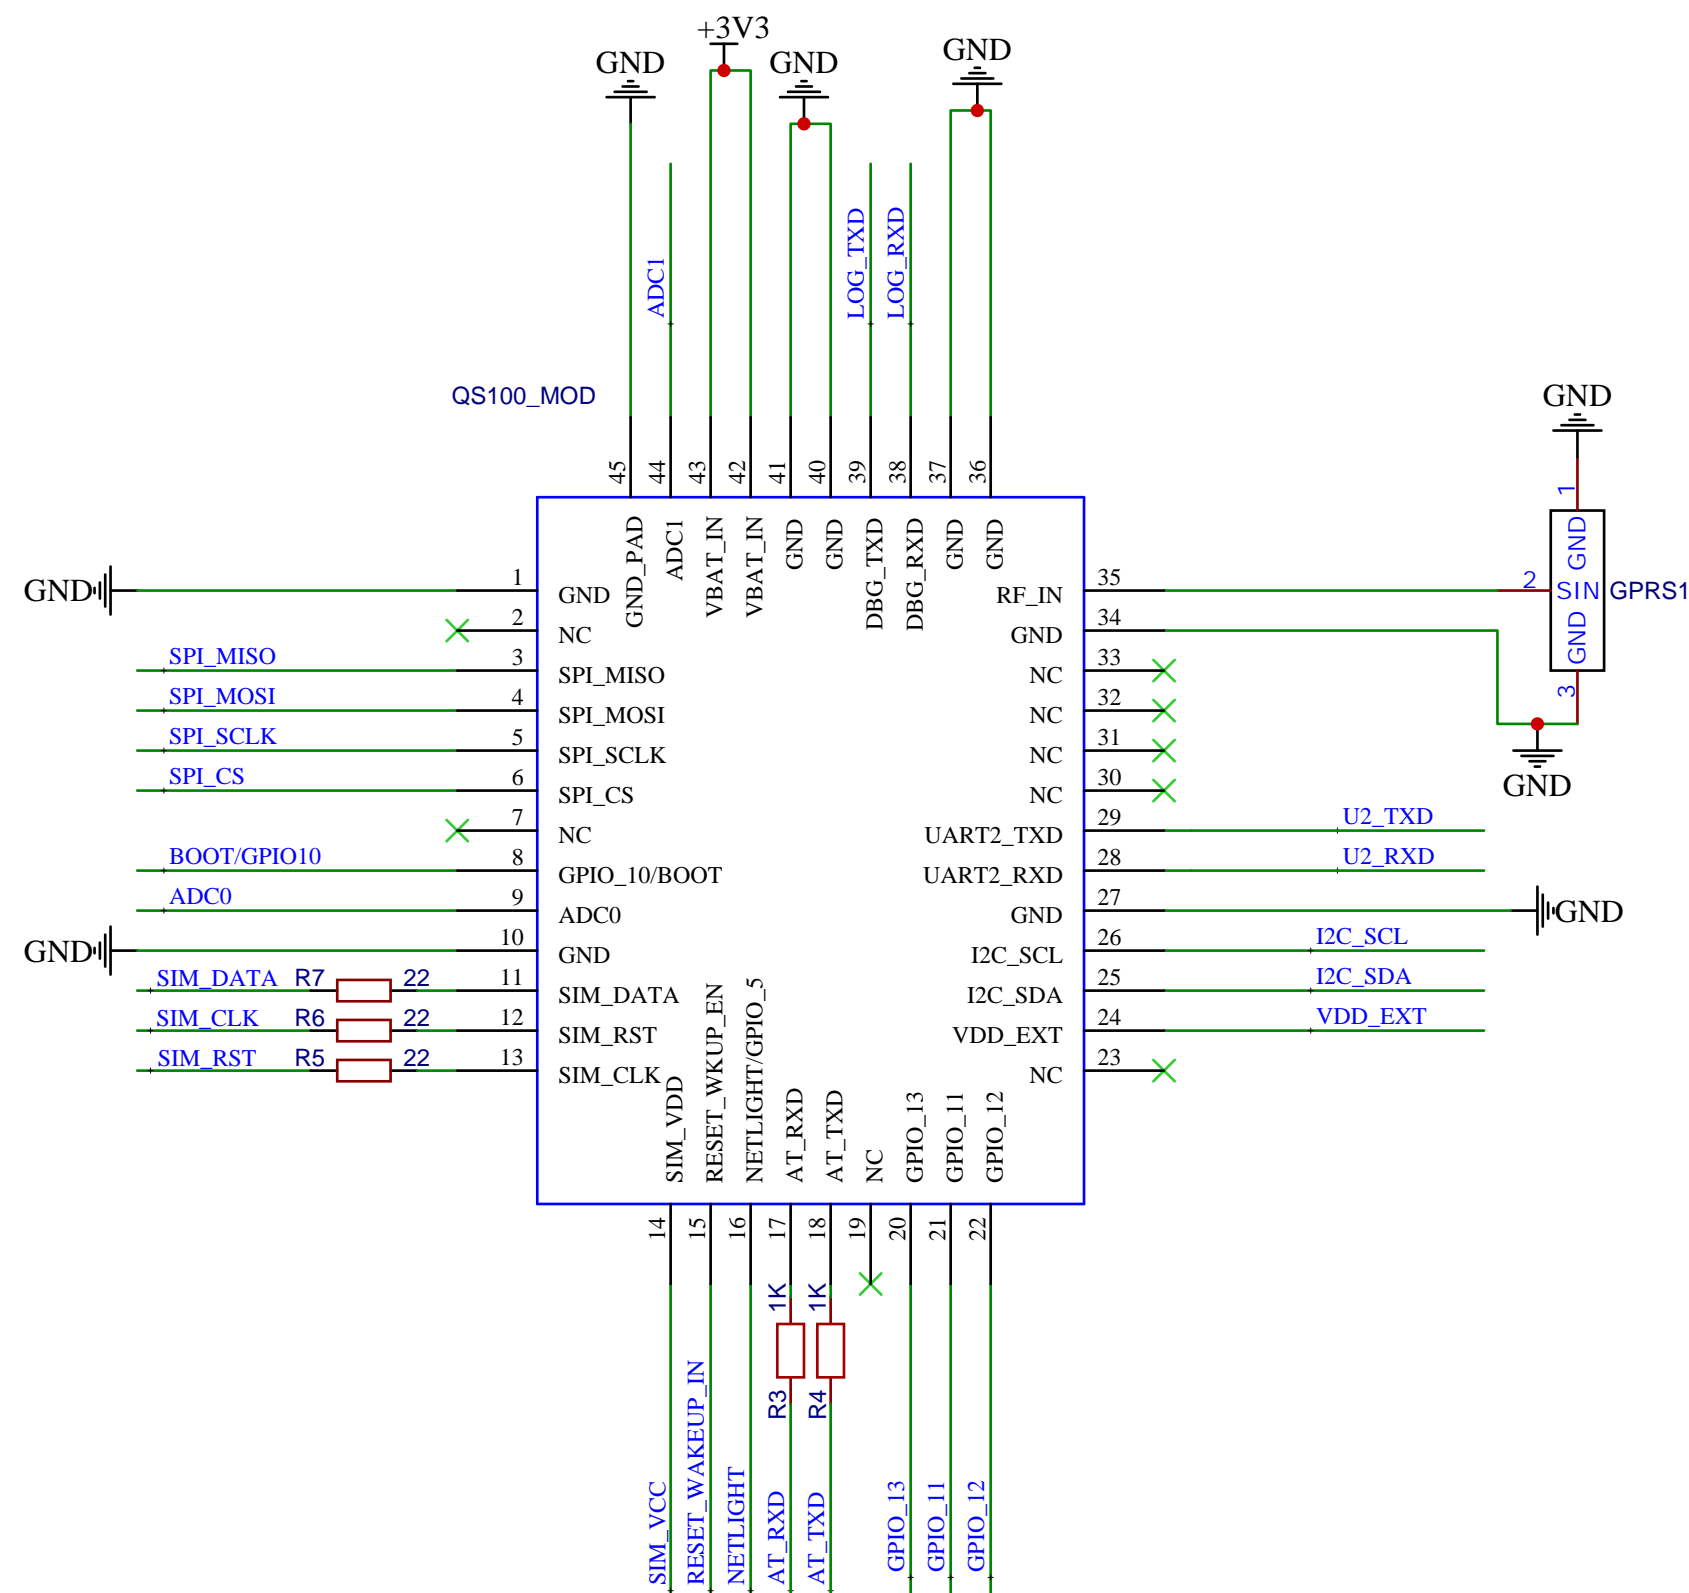 +3V3
GND
GND
GND
ADC1
LOG_TXD
LOG_RXD
QS100_MOD
45
44
43
42
41
40
39
38
37
36
GND_PAD
ADC1
VBAT_IN
VBAT_IN
GND
GND
DBG_TXD
DBG_RXD
GND
GND
GND
1
GND
2
NC
SPI_MISO
3
SPI_MISO
SPI_MOSI
4
SPI_MOSI
SPI_SCLK
5
SPI_SCLK
SPI_CS
6
SPI_CS
7
NC
BOOT/GPIO10
8
GPIO_10/BOOT
ADC0
9
ADC0
GND
10
GND
SIM_DATA R7 22 11
SIM_DATA
SIM_CLK R6 22 12
SIM_RST
SIM_RST R5 22 13
SIM_CLK
35
RF_IN
34
GND
33
NC
32
NC
31
NC
30
NC
29
UART2_TXD
U2_TXD
28
UART2_RXD
U2_RXD
27
GND
GND
26
I2C_SCL
I2C_SCL
25
I2C_SDA
I2C_SDA
24
VDD_EXT
VDD_EXT
23
NC
GND
1
GND
2 SIN GPRS1
GND
3
GND
SIM_VDD
RESET_WKUP_EN
NETLIGHT/GPIO_5
AT_RXD
AT_TXD
NC
GPIO_13
GPIO_11
GPIO_12
14
15
16
17
18
19
20
21
22
1K
1K
R3
R4
SIM_VCC
RESET_WAKEUP_IN
NETLIGHT
AT_RXD
AT_TXD
GPIO_13
GPIO_11
GPIO_12